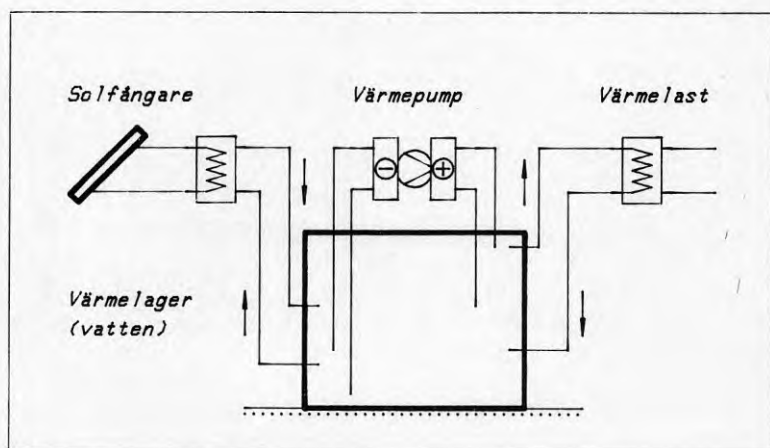 Solfångare
Värmepump
Värmelast
Värmelager
(vatten)